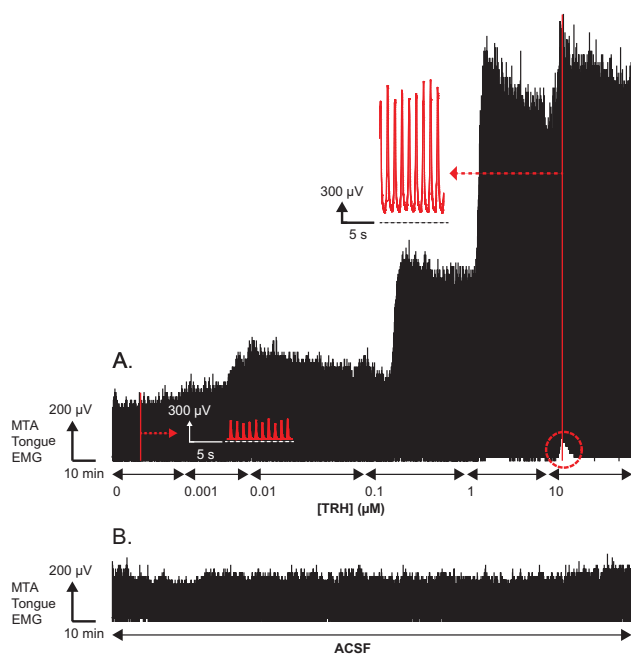 300 µV
5 s
A.
200 µV
MTA
Tongue
EMG
10 min
300 µV
5 s
0 0.001 0.01 0.1 1 10
[TRH] (µM)
B.
200 µV
MTA
Tongue
EMG
10 min
ACSF